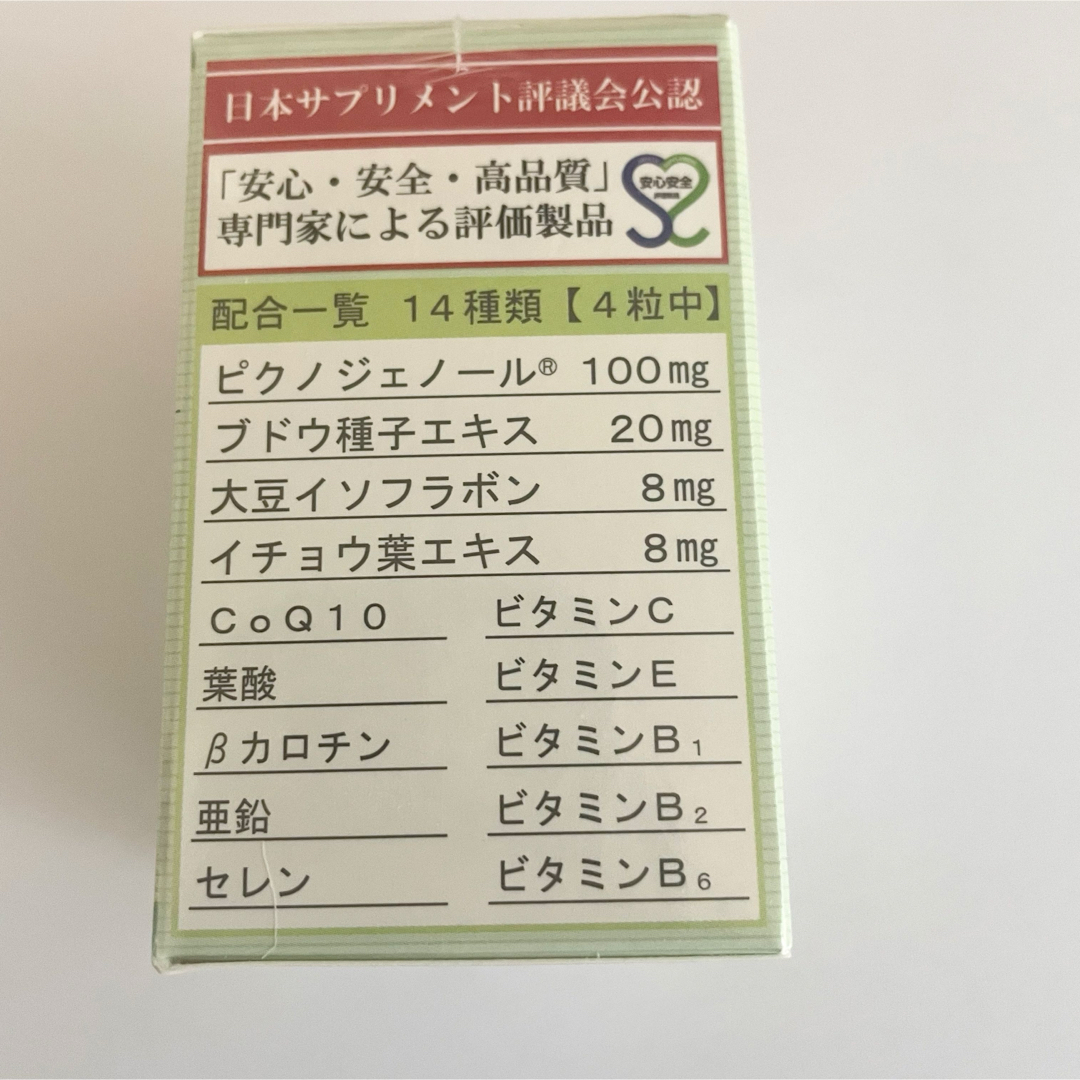 日本サプリメント評議会公認
「安心・安全・高品質」
専門家による評価製品
安心安全
配合一覧 14種類【4粒中】
ピクノジェノール® 100㎎
ブドウ種子エキス 20㎎
大豆イソフラボン 8㎎
イチョウ葉エキス 8㎎
CoQ10 ビタミンC
葉酸 ビタミンE
βカロチン ビタミンB₁
亜鉛 ビタミンB₂
セレン ビタミンB₆